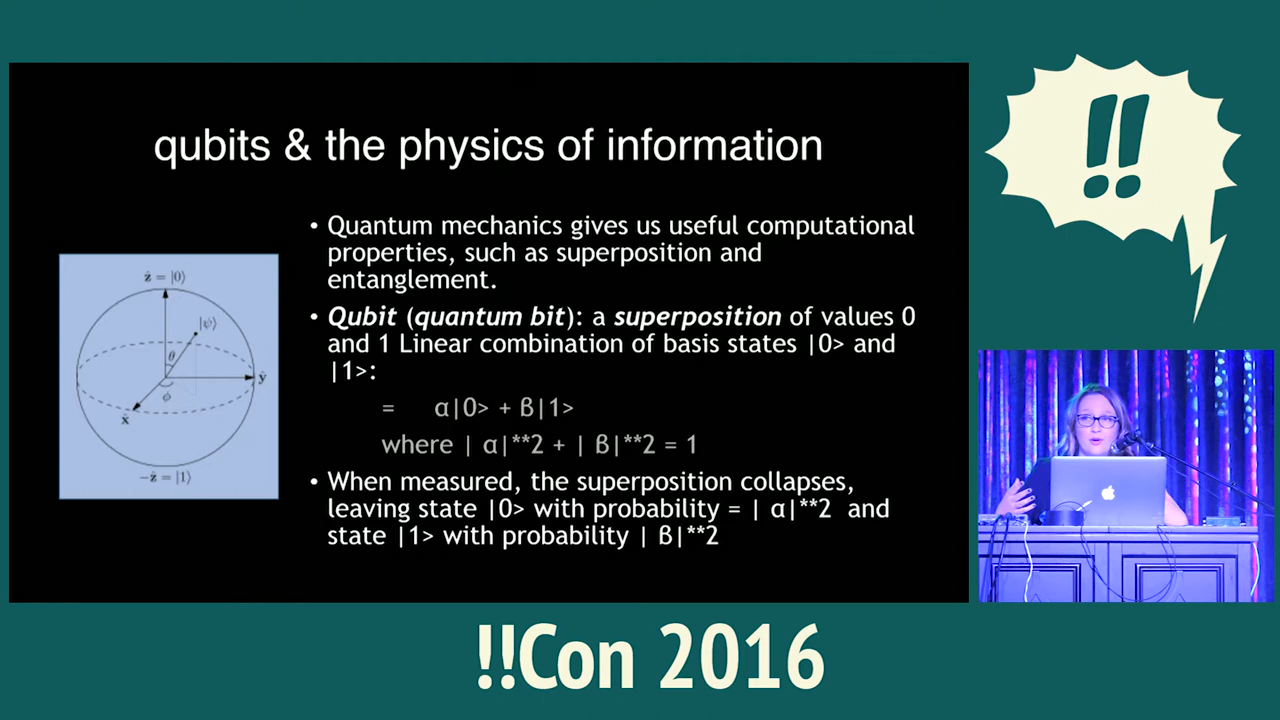 !!
qubits & the physics of information
• Quantum mechanics gives us useful computational
properties, such as superposition and
entanglement.
• Qubit (quantum bit): a superposition of values 0
and 1 Linear combination of basis states |0> and
|1>:
= α|0> + ß|1>
where | α|**2 + | ß|**2 = 1
• When measured, the superposition collapses,
leaving state |0> with probability = | α|**2 and
state |1> with probability | ß|**2
ẑ = |0⟩
|ψ⟩
θ
ŷ
φ
x̂
−ẑ = |1⟩
!!Con 2016